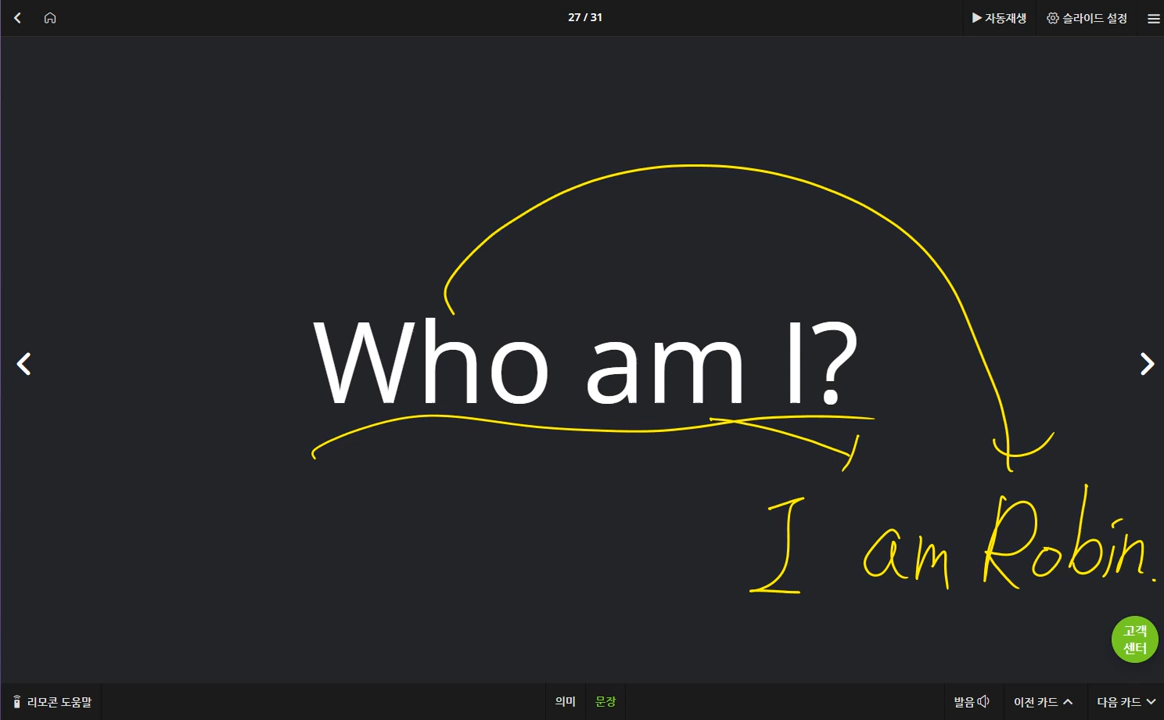 27 / 31
자동재생
슬라이드 설정
Who am I?
I am Robin.
고객
센터
리모콘 도움말
의미
문장
발음
이전 카드
다음 카드